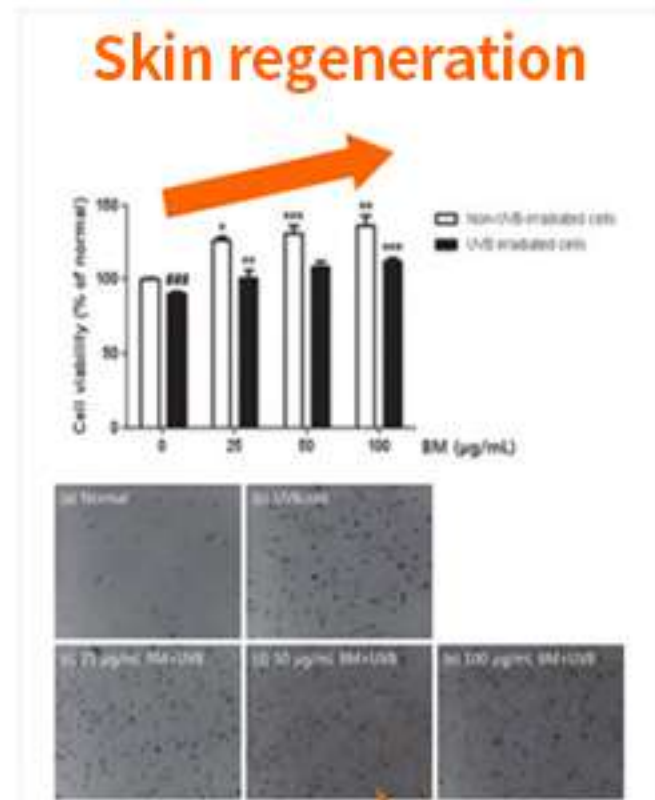 Skin regeneration
Cell viability (% of normal)
150
100
50
0
###
*
**
***
**
***
Non-UVB-irradiated cells
UVB-irradiated cells
0
25
50
100
BM (µg/mL)
(a) Normal
(b) UVB
(c) 25 µg/mL BM+UVB
(d) 50 µg/mL BM+UVB
(e) 100 µg/mL BM+UVB